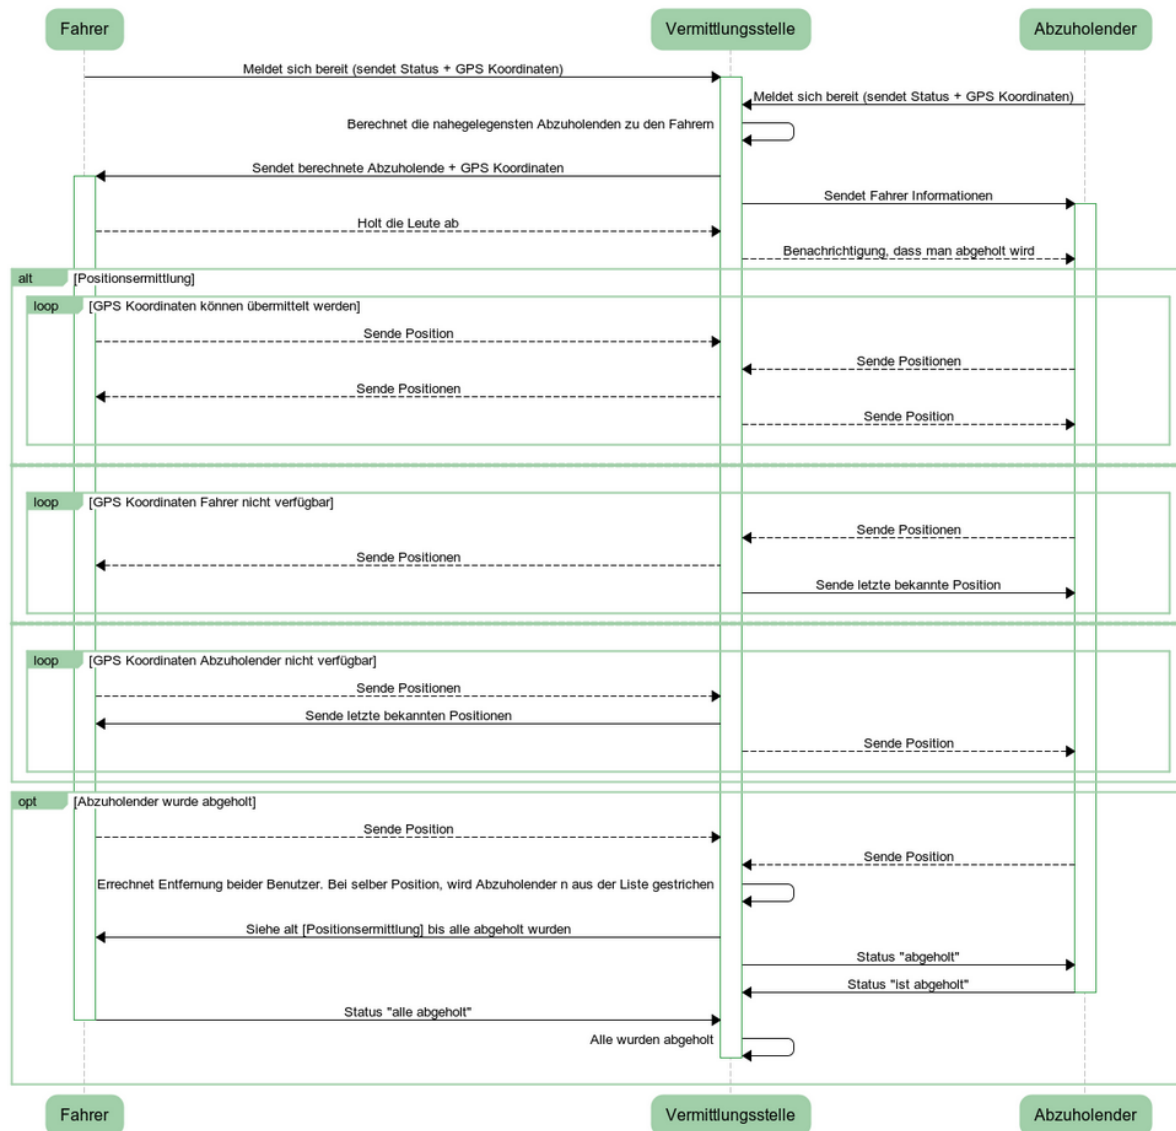 Fahrer
Vermittlungsstelle
Abzuholender
Meldet sich bereit (sendet Status + GPS Koordinaten)
Meldet sich bereit (sendet Status + GPS Koordinaten)
Berechnet die nahegelegensten Abzuholenden zu den Fahrern
Sendet berechnete Abzuholende + GPS Koordinaten
Sendet Fahrer Informationen
Holt die Leute ab
Benachrichtigung, dass man abgeholt wird
alt [Positionsermittlung]
loop [GPS Koordinaten können übermittelt werden]
Sende Position
Sende Positionen
Sende Positionen
Sende Position
loop [GPS Koordinaten Fahrer nicht verfügbar]
Sende Positionen
Sende Positionen
Sende letzte bekannte Position
loop [GPS Koordinaten Abzuholender nicht verfügbar]
Sende Positionen
Sende letzte bekannten Positionen
Sende Position
opt [Abzuholender wurde abgeholt]
Sende Position
Sende Position
Errechnet Entfernung beider Benutzer. Bei selber Position, wird Abzuholender n aus der Liste gestrichen
Siehe alt [Positionsermittlung] bis alle abgeholt wurden
Status "abgeholt"
Status "ist abgeholt"
Status "alle abgeholt"
Alle wurden abgeholt
Fahrer
Vermittlungsstelle
Abzuholender